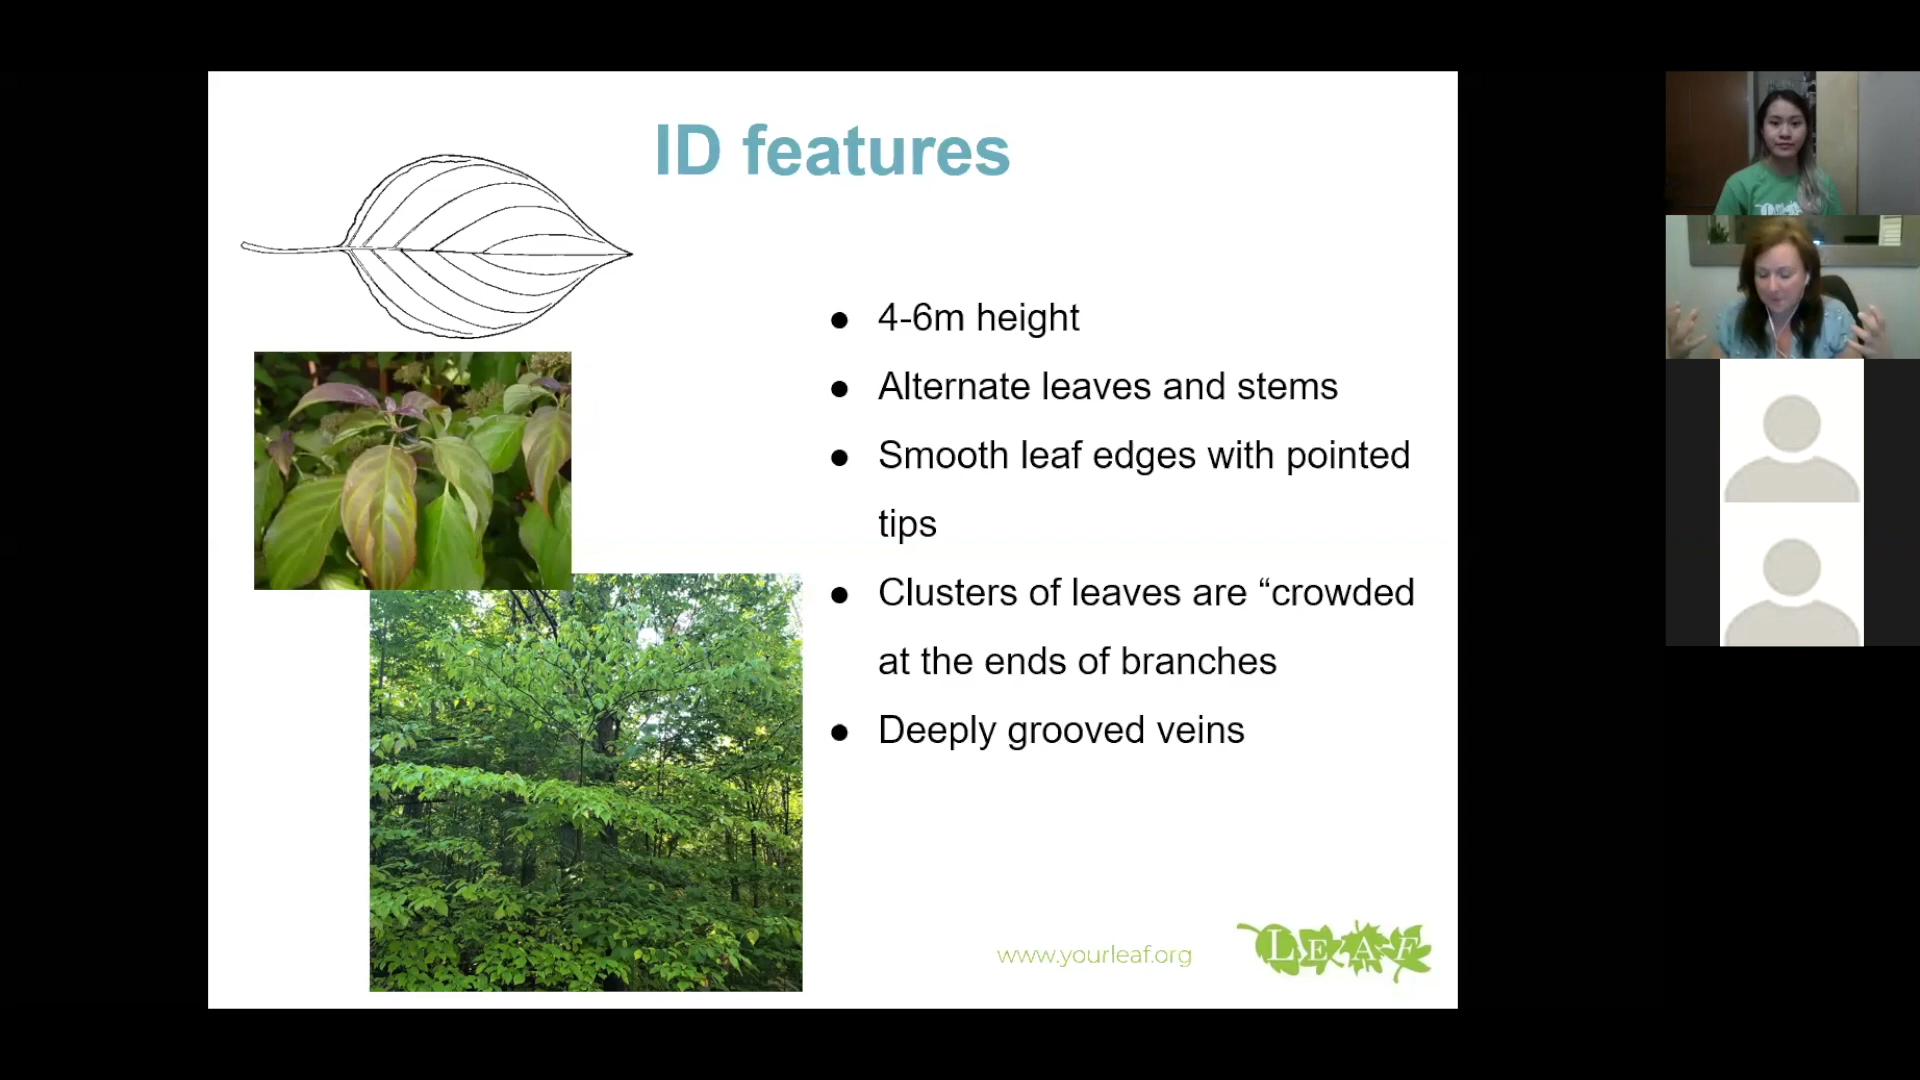 ID features
● 4-6m height
● Alternate leaves and stems
● Smooth leaf edges with pointed
tips
● Clusters of leaves are “crowded
at the ends of branches
● Deeply grooved veins
www.yourleaf.org
LEAF